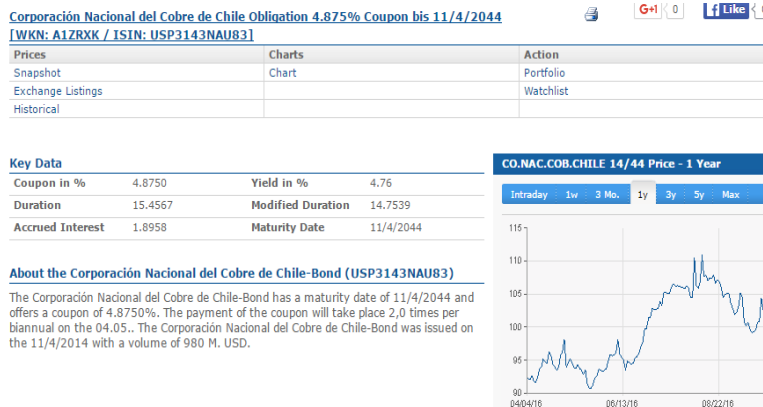 Corporación Nacional del Cobre de Chile Obligation 4.875% Coupon bis 11/4/2044
[WKN: A1ZRXK / ISIN: USP3143NAU83]
G+1 0
Like
Prices Charts Action
Snapshot Chart Portfolio
Exchange Listings Watchlist
Historical
Key Data
Coupon in % 4.8750 Yield in % 4.76
Duration 15.4567 Modified Duration 14.7539
Accrued Interest 1.8958 Maturity Date 11/4/2044
About the Corporación Nacional del Cobre de Chile-Bond (USP3143NAU83)
The Corporación Nacional del Cobre de Chile-Bond has a maturity date of 11/4/2044 and
offers a coupon of 4.8750%. The payment of the coupon will take place 2,0 times per
biannual on the 04.05.. The Corporación Nacional del Cobre de Chile-Bond was issued on
the 11/4/2014 with a volume of 980 M. USD.
CO.NAC.COB.CHILE 14/44 Price - 1 Year
Intraday 1w 3 Mo. 1y 3y 5y Max
115
110
105
100
95
90
04/04/16 06/13/16 08/22/16